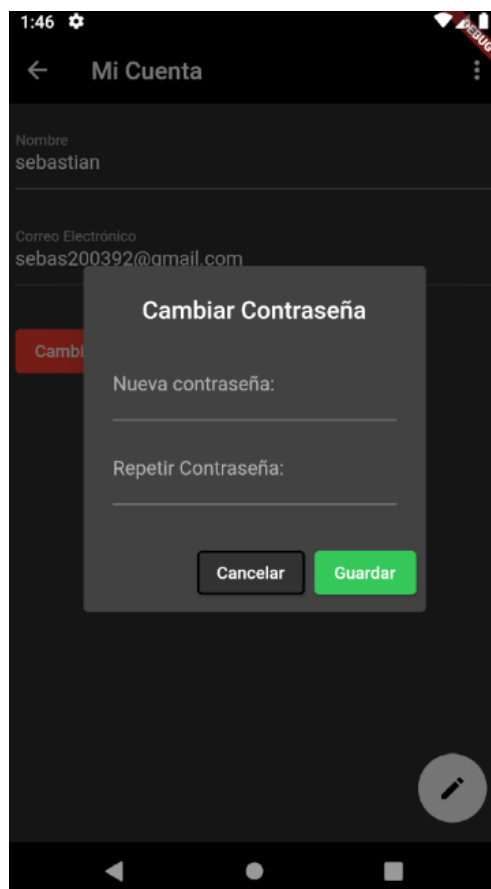 1:46
DEBUG
Mi Cuenta
Nombre
sebastian
Correo Electrónico
sebas200392@gmail.com
Cambiar Contraseña
Cambi
Nueva contraseña:
Repetir Contraseña:
Cancelar
Guardar